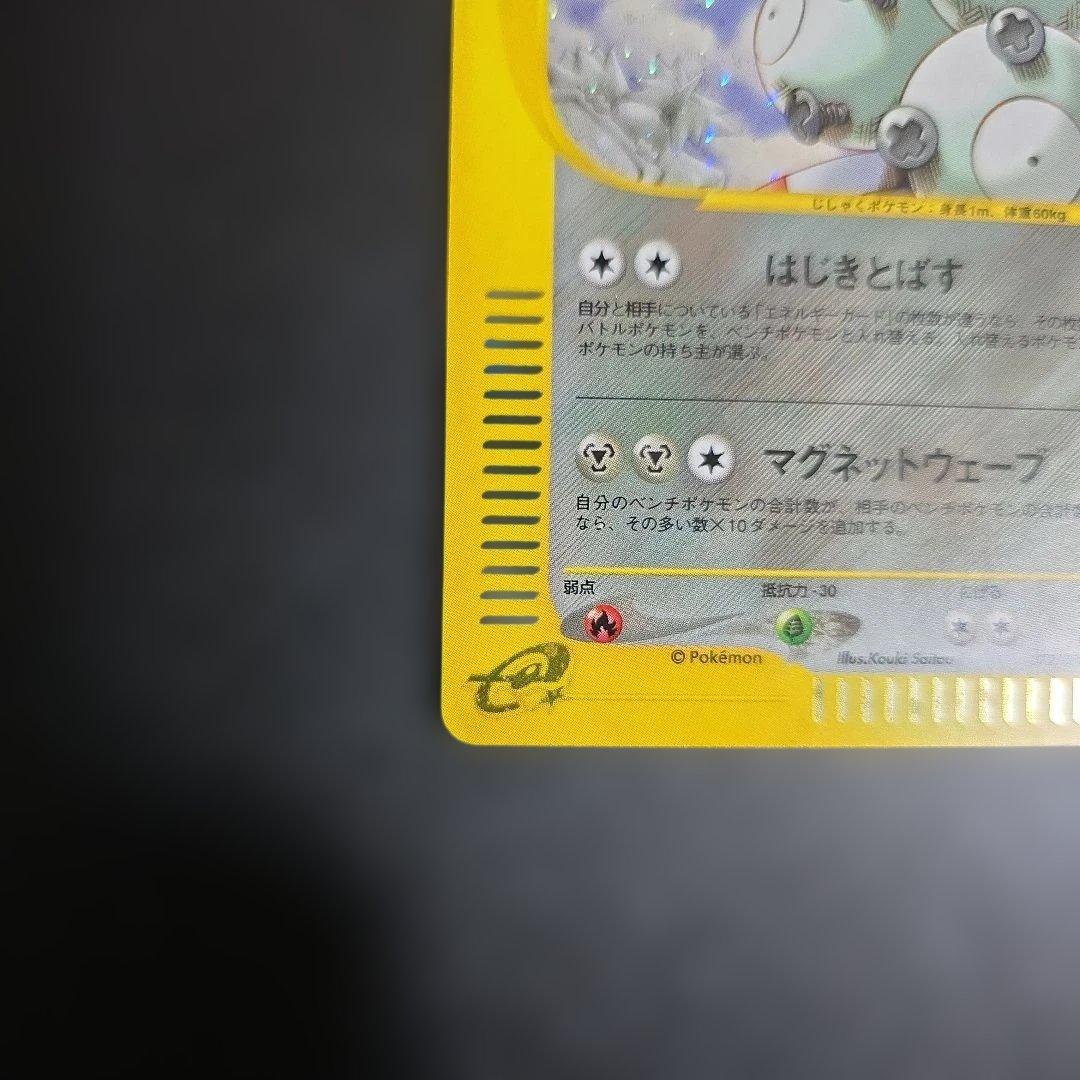 じしゃくポケモン：身長1m、体重60kg
はじきとばす
自分と相手についている「エネルギーカード」の枚数が違うなら、その枚
バトルポケモンを、ベンチポケモンと入れ替える。入れ替えるポケモ
ポケモンの持ち主が選ぶ。
マグネットウェーブ
自分のベンチポケモンの合計数が、相手のベンチポケモンの合計
なら、その多い数×10ダメージを追加する。
弱点 抵抗力 -30 にげる
© Pokémon Illus.Kouki Saitou
e